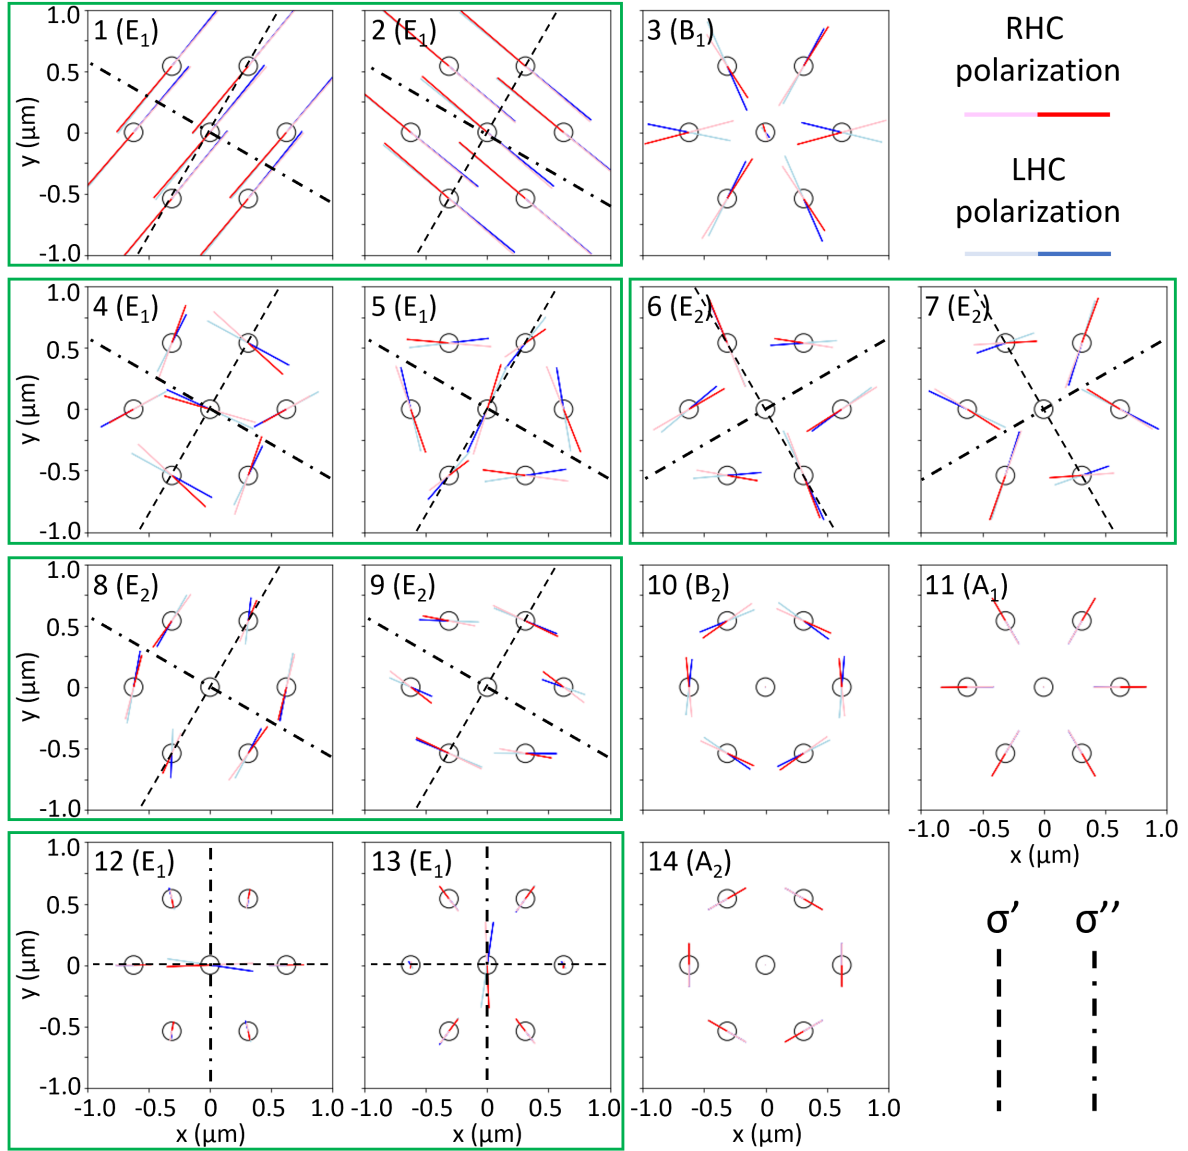 1 (E₁)
2 (E₁)
3 (B₁)
RHC
polarization
LHC
polarization
1.0
0.5
0
-0.5
-1.0
y (μm)
4 (E₁)
5 (E₁)
6 (E₂)
7 (E₂)
1.0
0.5
0
-0.5
-1.0
y (μm)
8 (E₂)
9 (E₂)
10 (B₂)
11 (A₁)
1.0
0.5
0
-0.5
-1.0
y (μm)
-1.0 -0.5 0 0.5 1.0
x (μm)
12 (E₁)
13 (E₁)
14 (A₂)
σ’ σ’’
1.0
0.5
0
-0.5
-1.0
y (μm)
-1.0 -0.5 0 0.5 1.0
x (μm)
-1.0 -0.5 0 0.5 1.0
x (μm)
-1.0 -0.5 0 0.5 1.0
x (μm)